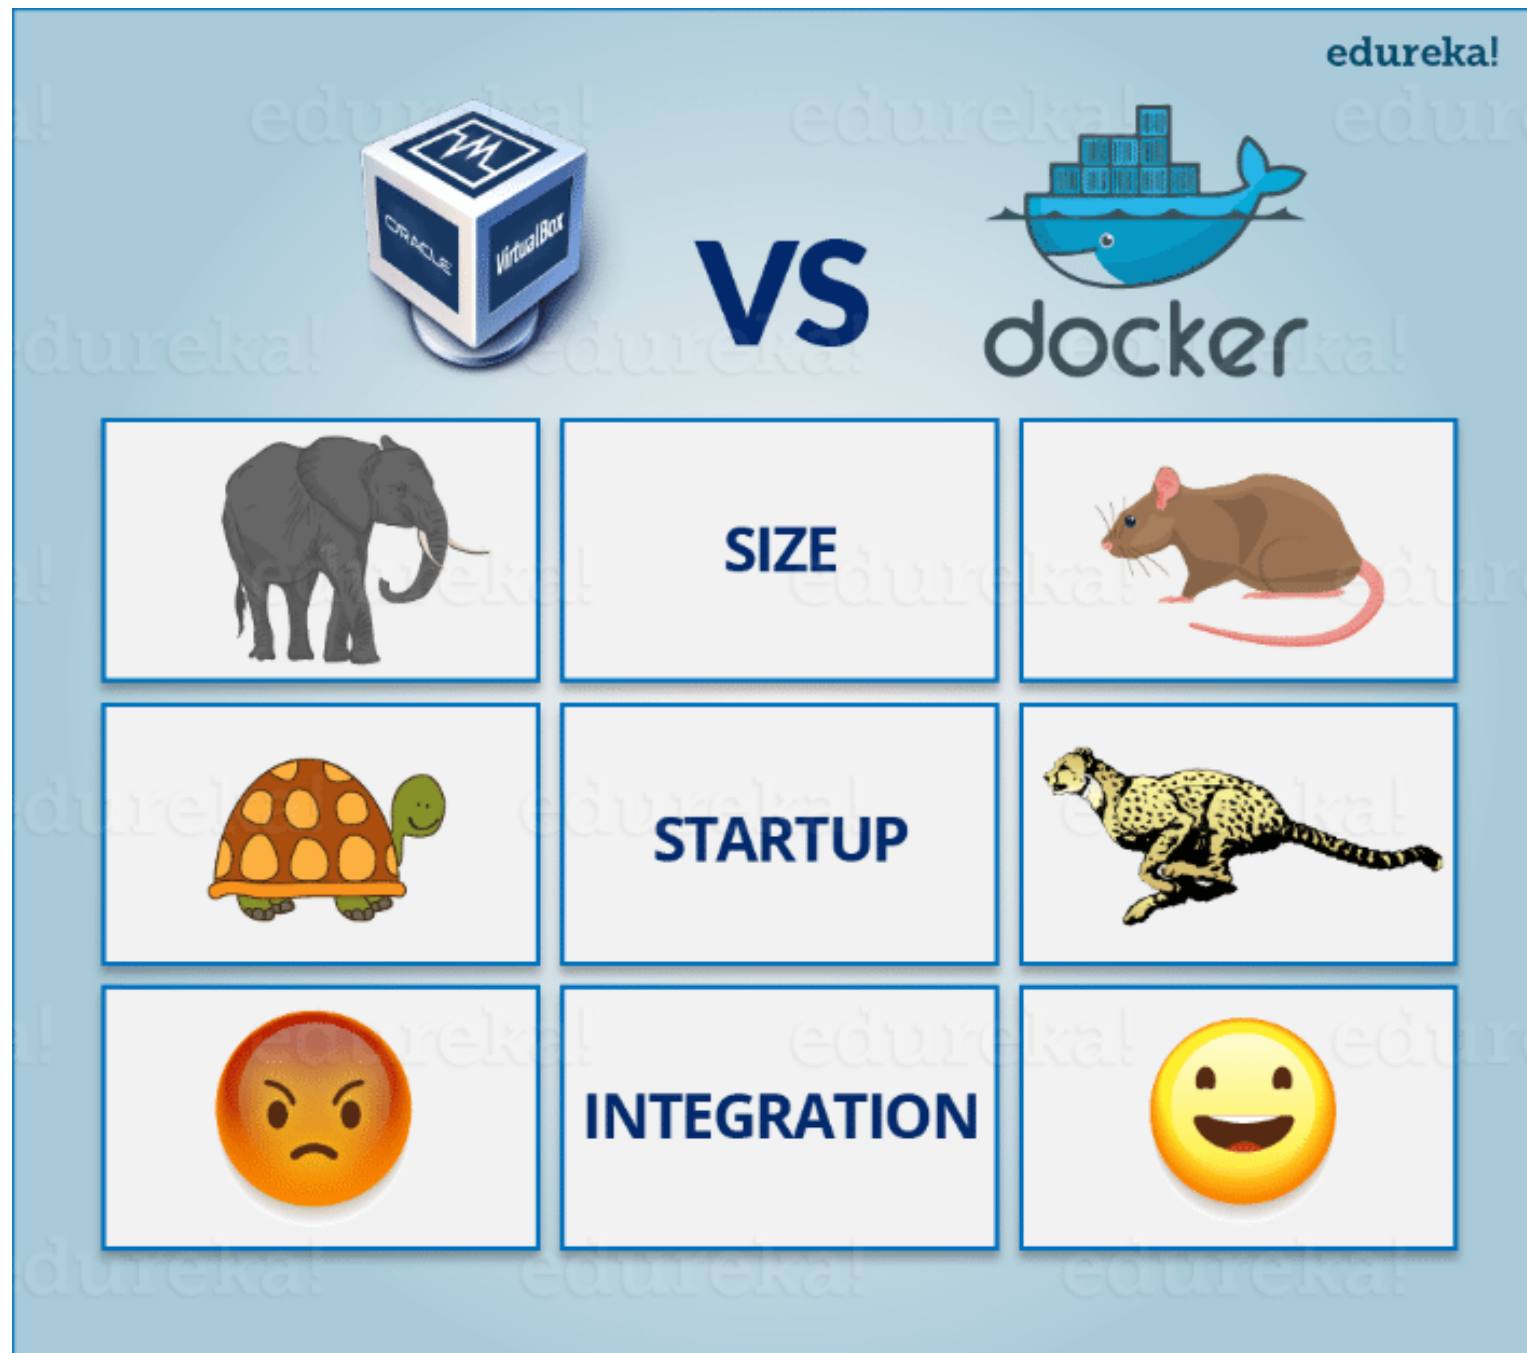 edureka!
ORACLE
VirtualBox
VS
docker
SIZE
STARTUP
INTEGRATION